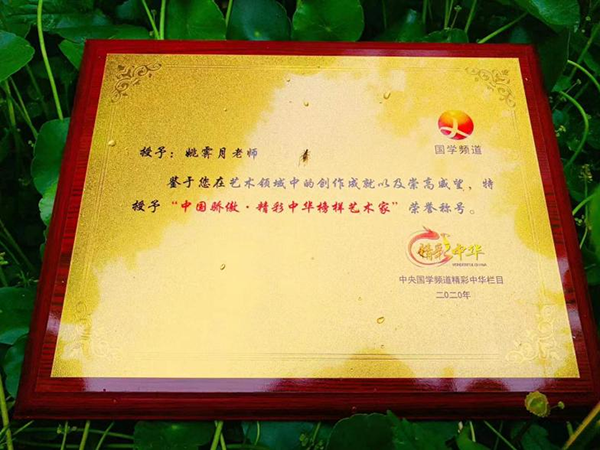 国学频道
授予：姚霁月老师
鉴于您在艺术领域中的创作成就以及崇高威望，特
授予“中国骄傲·精彩中华榜样艺术家”荣誉称号。
精彩中华
中央国学频道精彩中华栏目
二〇二〇年